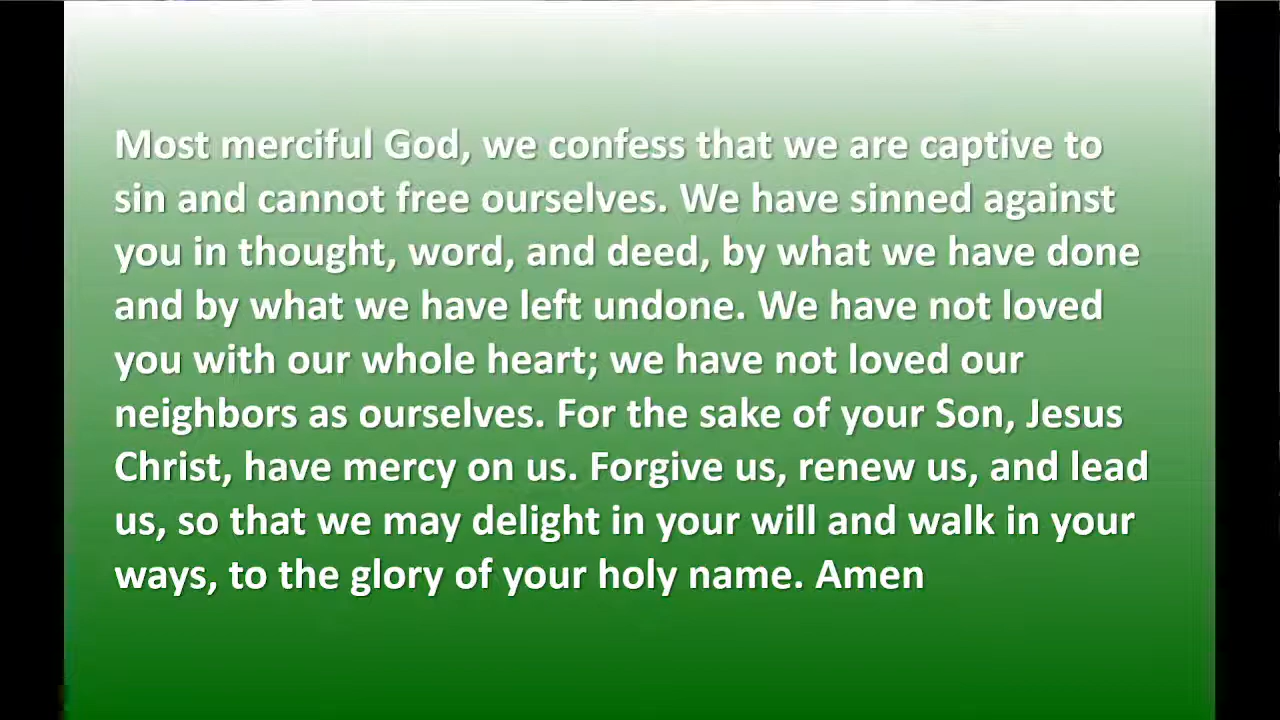 Most merciful God, we confess that we are captive to
sin and cannot free ourselves. We have sinned against
you in thought, word, and deed, by what we have done
and by what we have left undone. We have not loved
you with our whole heart; we have not loved our
neighbors as ourselves. For the sake of your Son, Jesus
Christ, have mercy on us. Forgive us, renew us, and lead
us, so that we may delight in your will and walk in your
ways, to the glory of your holy name. Amen